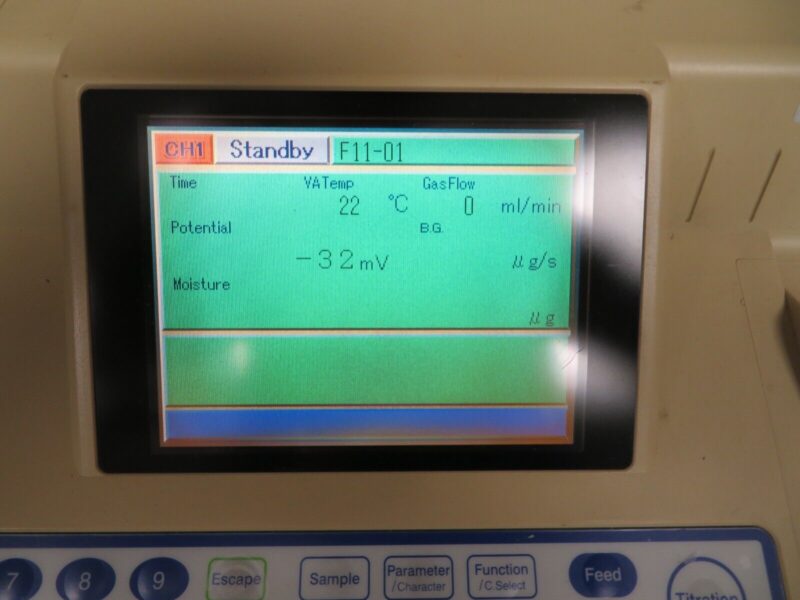 CH1 Standby F11-01
Time VATemp GasFlow
22 °C 0 ml/min
Potential B.G.
-32mV μg/s
Moisture
μg
7 8 9 Escape Sample Parameter /Character Function /C.Select Feed
Titration